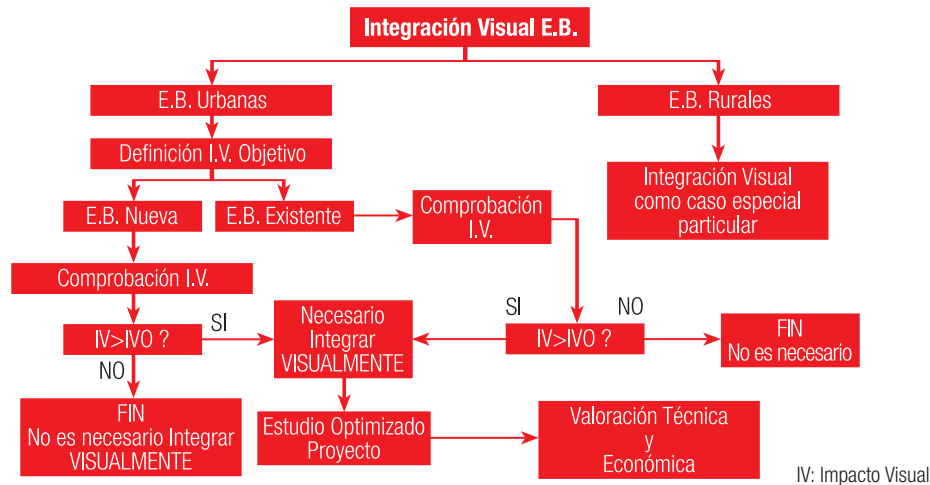 Integración Visual E.B.
E.B. Urbanas
E.B. Rurales
Definición I.V. Objetivo
Integración Visual
como caso especial
particular
E.B. Nueva
E.B. Existente
Comprobación
I.V.
Comprobación I.V.
IV>IVO ?
SI
NO
Necesario
Integrar
VISUALMENTE
SI
IV>IVO ?
NO
FIN
No es necesario
FIN
No es necesario Integrar
VISUALMENTE
Estudio Optimizado
Proyecto
Valoración Técnica
y
Económica
IV: Impacto Visual